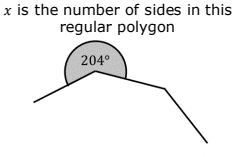 x is the number of sides in this
regular polygon
204°